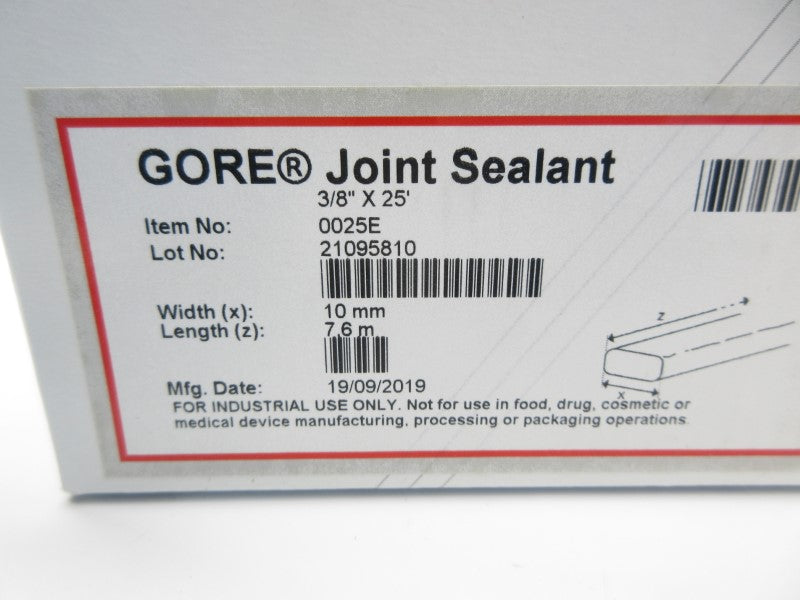 GORE® Joint Sealant
3/8" X 25'
Item No: 0025E
Lot No: 21095810
Width (x): 10 mm
Length (z): 7,6 m
z
x
Mfg. Date: 19/09/2019
FOR INDUSTRIAL USE ONLY. Not for use in food, drug, cosmetic or
medical device manufacturing, processing or packaging operations.